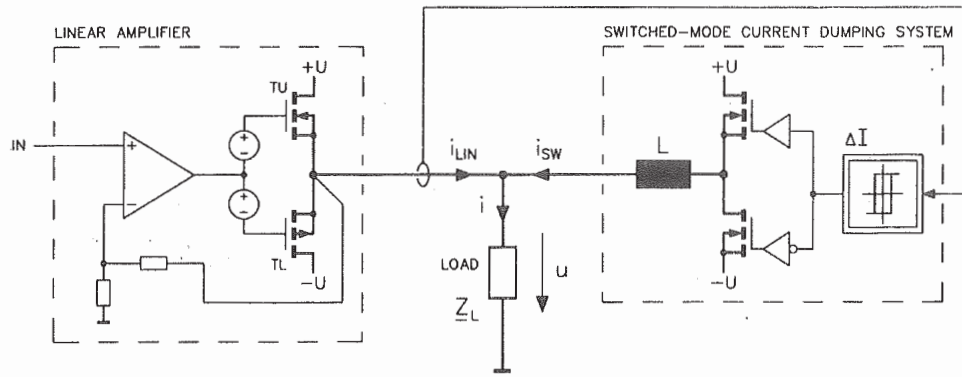 LINEAR AMPLIFIER
SWITCHED-MODE CURRENT DUMPING SYSTEM
+U
TU
+U
IN
+
-
+
-
+
-
i_LIN
i_SW
L
ΔI
i
TL
-U
LOAD
Z_L
u
-U